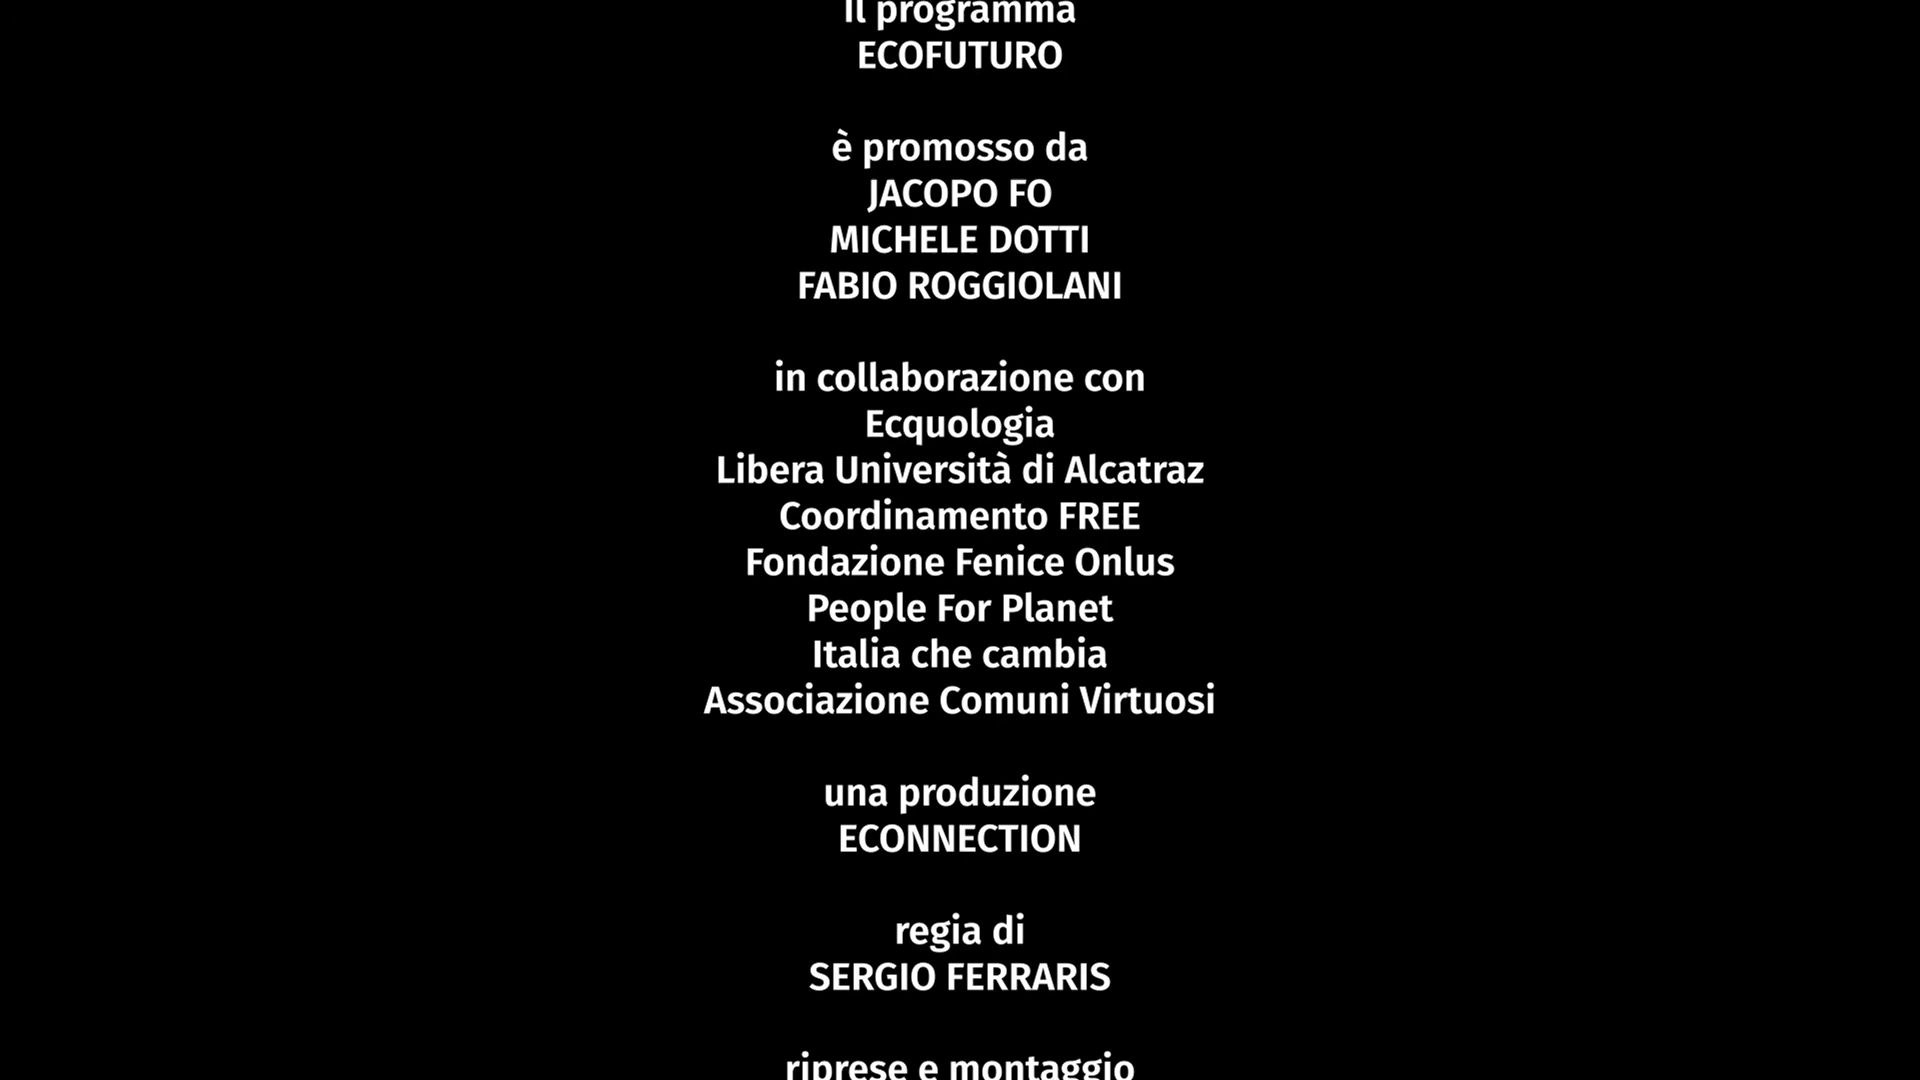 Il programma
ECOFUTURO
è promosso da
JACOPO FO
MICHELE DOTTI
FABIO ROGGIOLANI
in collaborazione con
Ecquologia
Libera Università di Alcatraz
Coordinamento FREE
Fondazione Fenice Onlus
People For Planet
Italia che cambia
Associazione Comuni Virtuosi
una produzione
ECONNECTION
regia di
SERGIO FERRARIS
riprese e montaggio